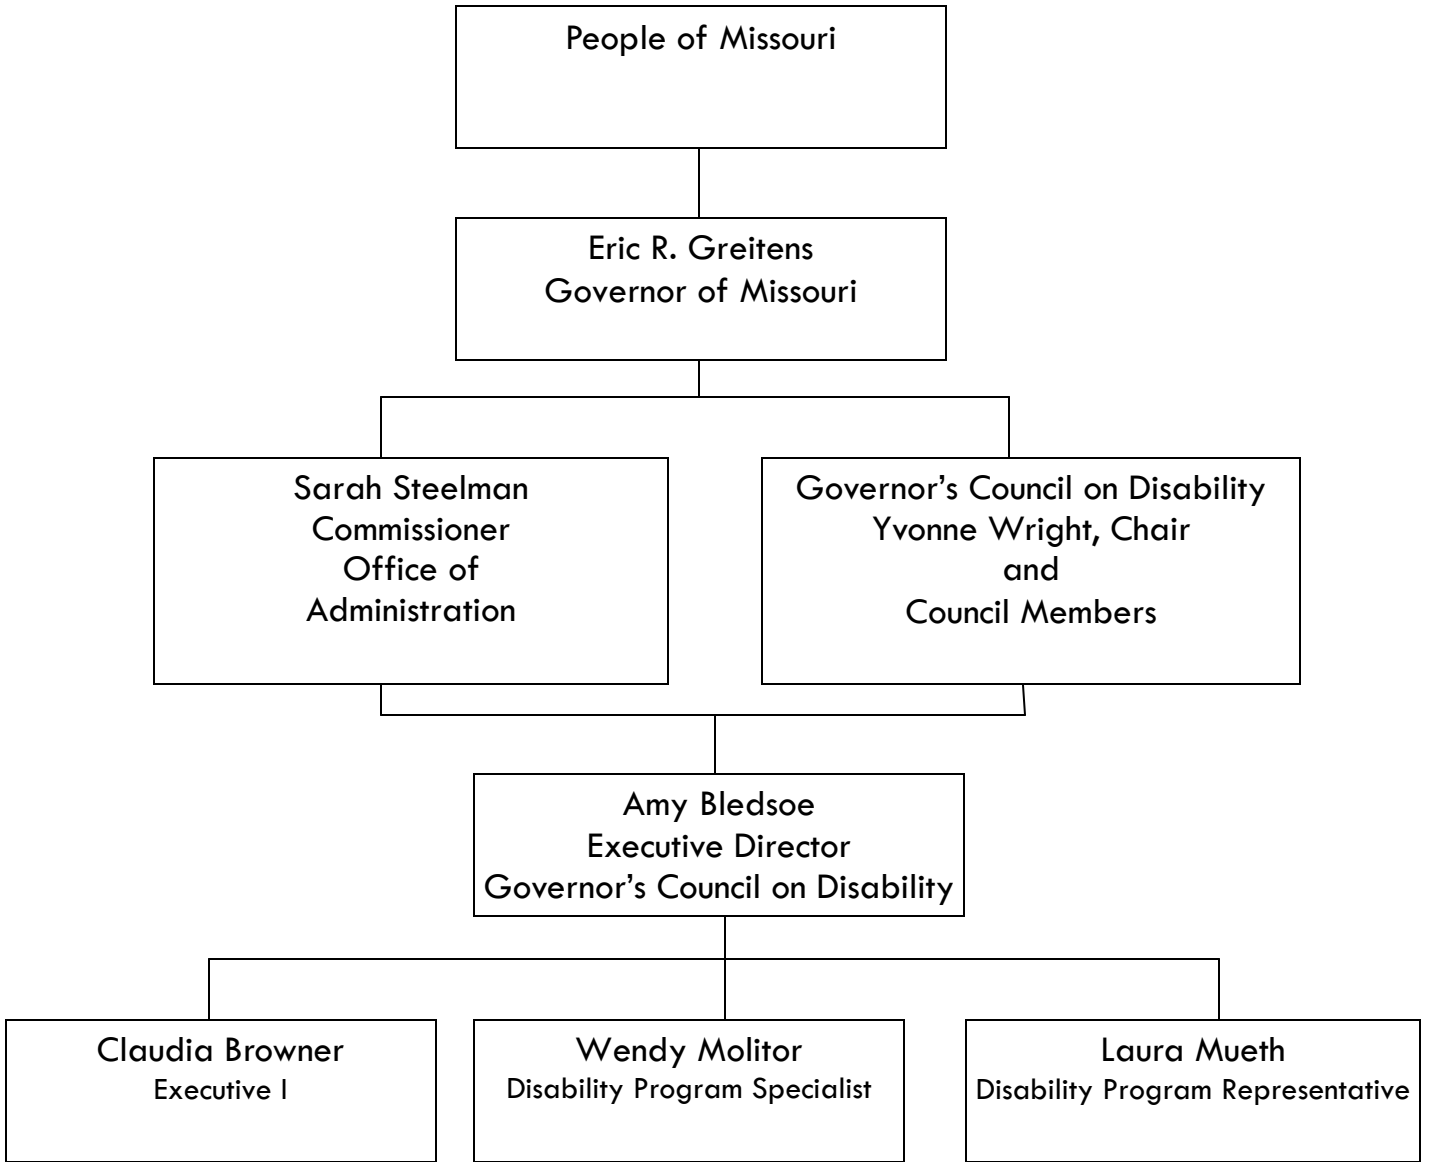 People of Missouri
Eric R. Greitens
Governor of Missouri
Sarah Steelman
Commissioner
Office of
Administration
Governor’s Council on Disability
Yvonne Wright, Chair
and
Council Members
Amy Bledsoe
Executive Director
Governor’s Council on Disability
Claudia Browner
Executive I
Wendy Molitor
Disability Program Specialist
Laura Mueth
Disability Program Representative